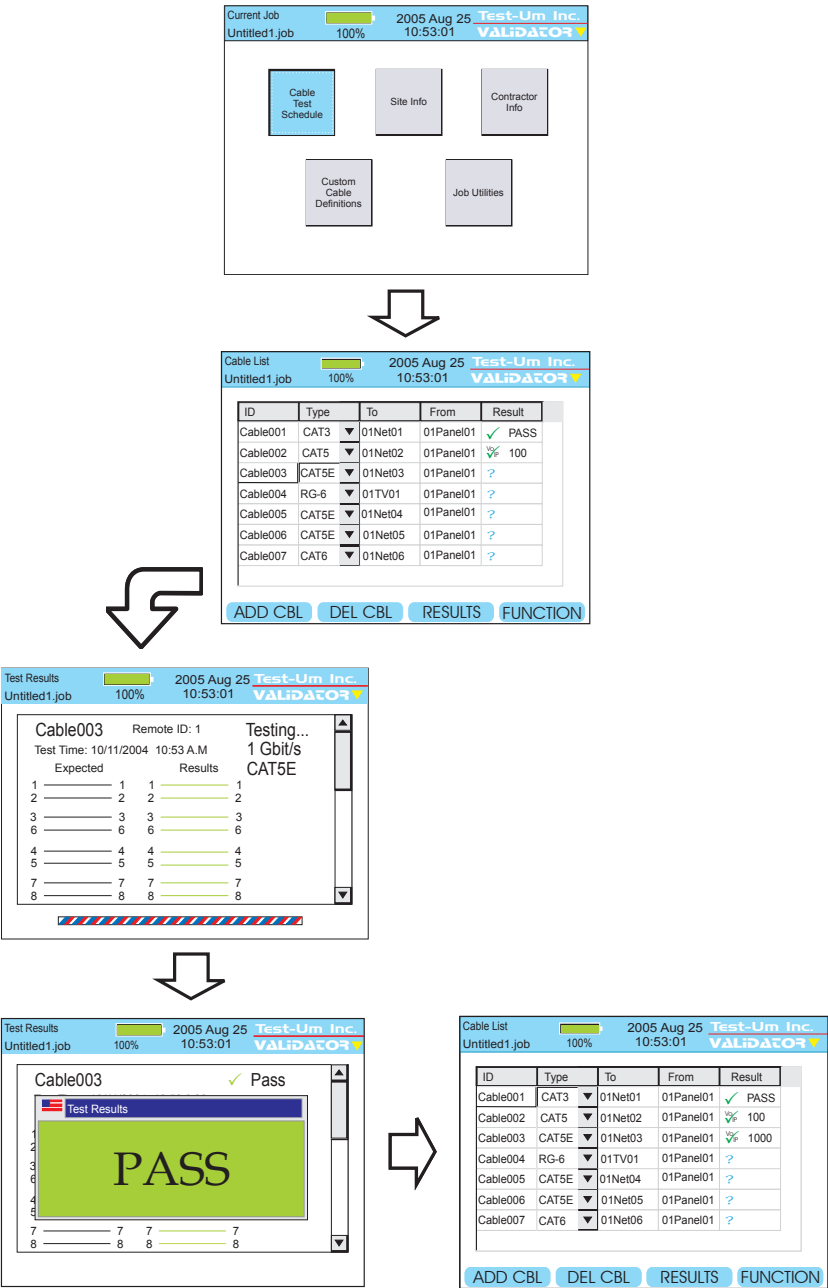 Current Job 2005 Aug 25 Test-Um Inc.
Untitled1.job 100% 10:53:01 VALIDATOR
Cable Test Schedule
Site Info
Contractor Info
Custom Cable Definitions
Job Utilities
Cable List 2005 Aug 25 Test-Um Inc.
Untitled1.job 100% 10:53:01 VALIDATOR
ID Type To From Result
Cable001 CAT3 01Net01 01Panel01 PASS
Cable002 CAT5 01Net02 01Panel01 VO/IP 100
Cable003 CAT5E 01Net03 01Panel01 ?
Cable004 RG-6 01TV01 01Panel01 ?
Cable005 CAT5E 01Net04 01Panel01 ?
Cable006 CAT5E 01Net05 01Panel01 ?
Cable007 CAT6 01Net06 01Panel01 ?
ADD CBL DEL CBL RESULTS FUNCTION
Test Results 2005 Aug 25 Test-Um Inc.
Untitled1.job 100% 10:53:01 VALIDATOR
Cable003 Remote ID: 1 Testing...
Test Time: 10/11/2004 10:53 A.M 1 Gbit/s
Expected Results CAT5E
1 1 1 1
2 2 2 2
3 3 3 3
6 6 6 6
4 4 4 4
5 5 5 5
7 7 7 7
8 8 8 8
Test Results 2005 Aug 25 Test-Um Inc.
Untitled1.job 100% 10:53:01 VALIDATOR
Cable003 Pass
Test Results
PASS
7 7 7 7
8 8 8 8
Cable List 2005 Aug 25 Test-Um Inc.
Untitled1.job 100% 10:53:01 VALIDATOR
ID Type To From Result
Cable001 CAT3 01Net01 01Panel01 PASS
Cable002 CAT5 01Net02 01Panel01 VO/IP 100
Cable003 CAT5E 01Net03 01Panel01 VO/IP 1000
Cable004 RG-6 01TV01 01Panel01 ?
Cable005 CAT5E 01Net04 01Panel01 ?
Cable006 CAT5E 01Net05 01Panel01 ?
Cable007 CAT6 01Net06 01Panel01 ?
ADD CBL DEL CBL RESULTS FUNCTION